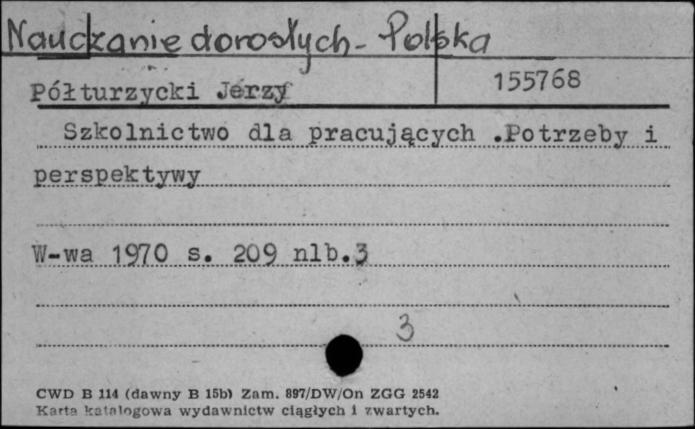 Nauczanie dorosłych - Polska
Półturzycki Jerzy 155768
Szkolnictwo dla pracujących .Potrzeby i
perspektywy
W-wa 1970 s. 209 nlb.3
3
CWD B 114 (dawny B 15b) Zam. 897/DW/On ZGG 2542
Karta katalogowa wydawnictw ciągłych i zwartych.